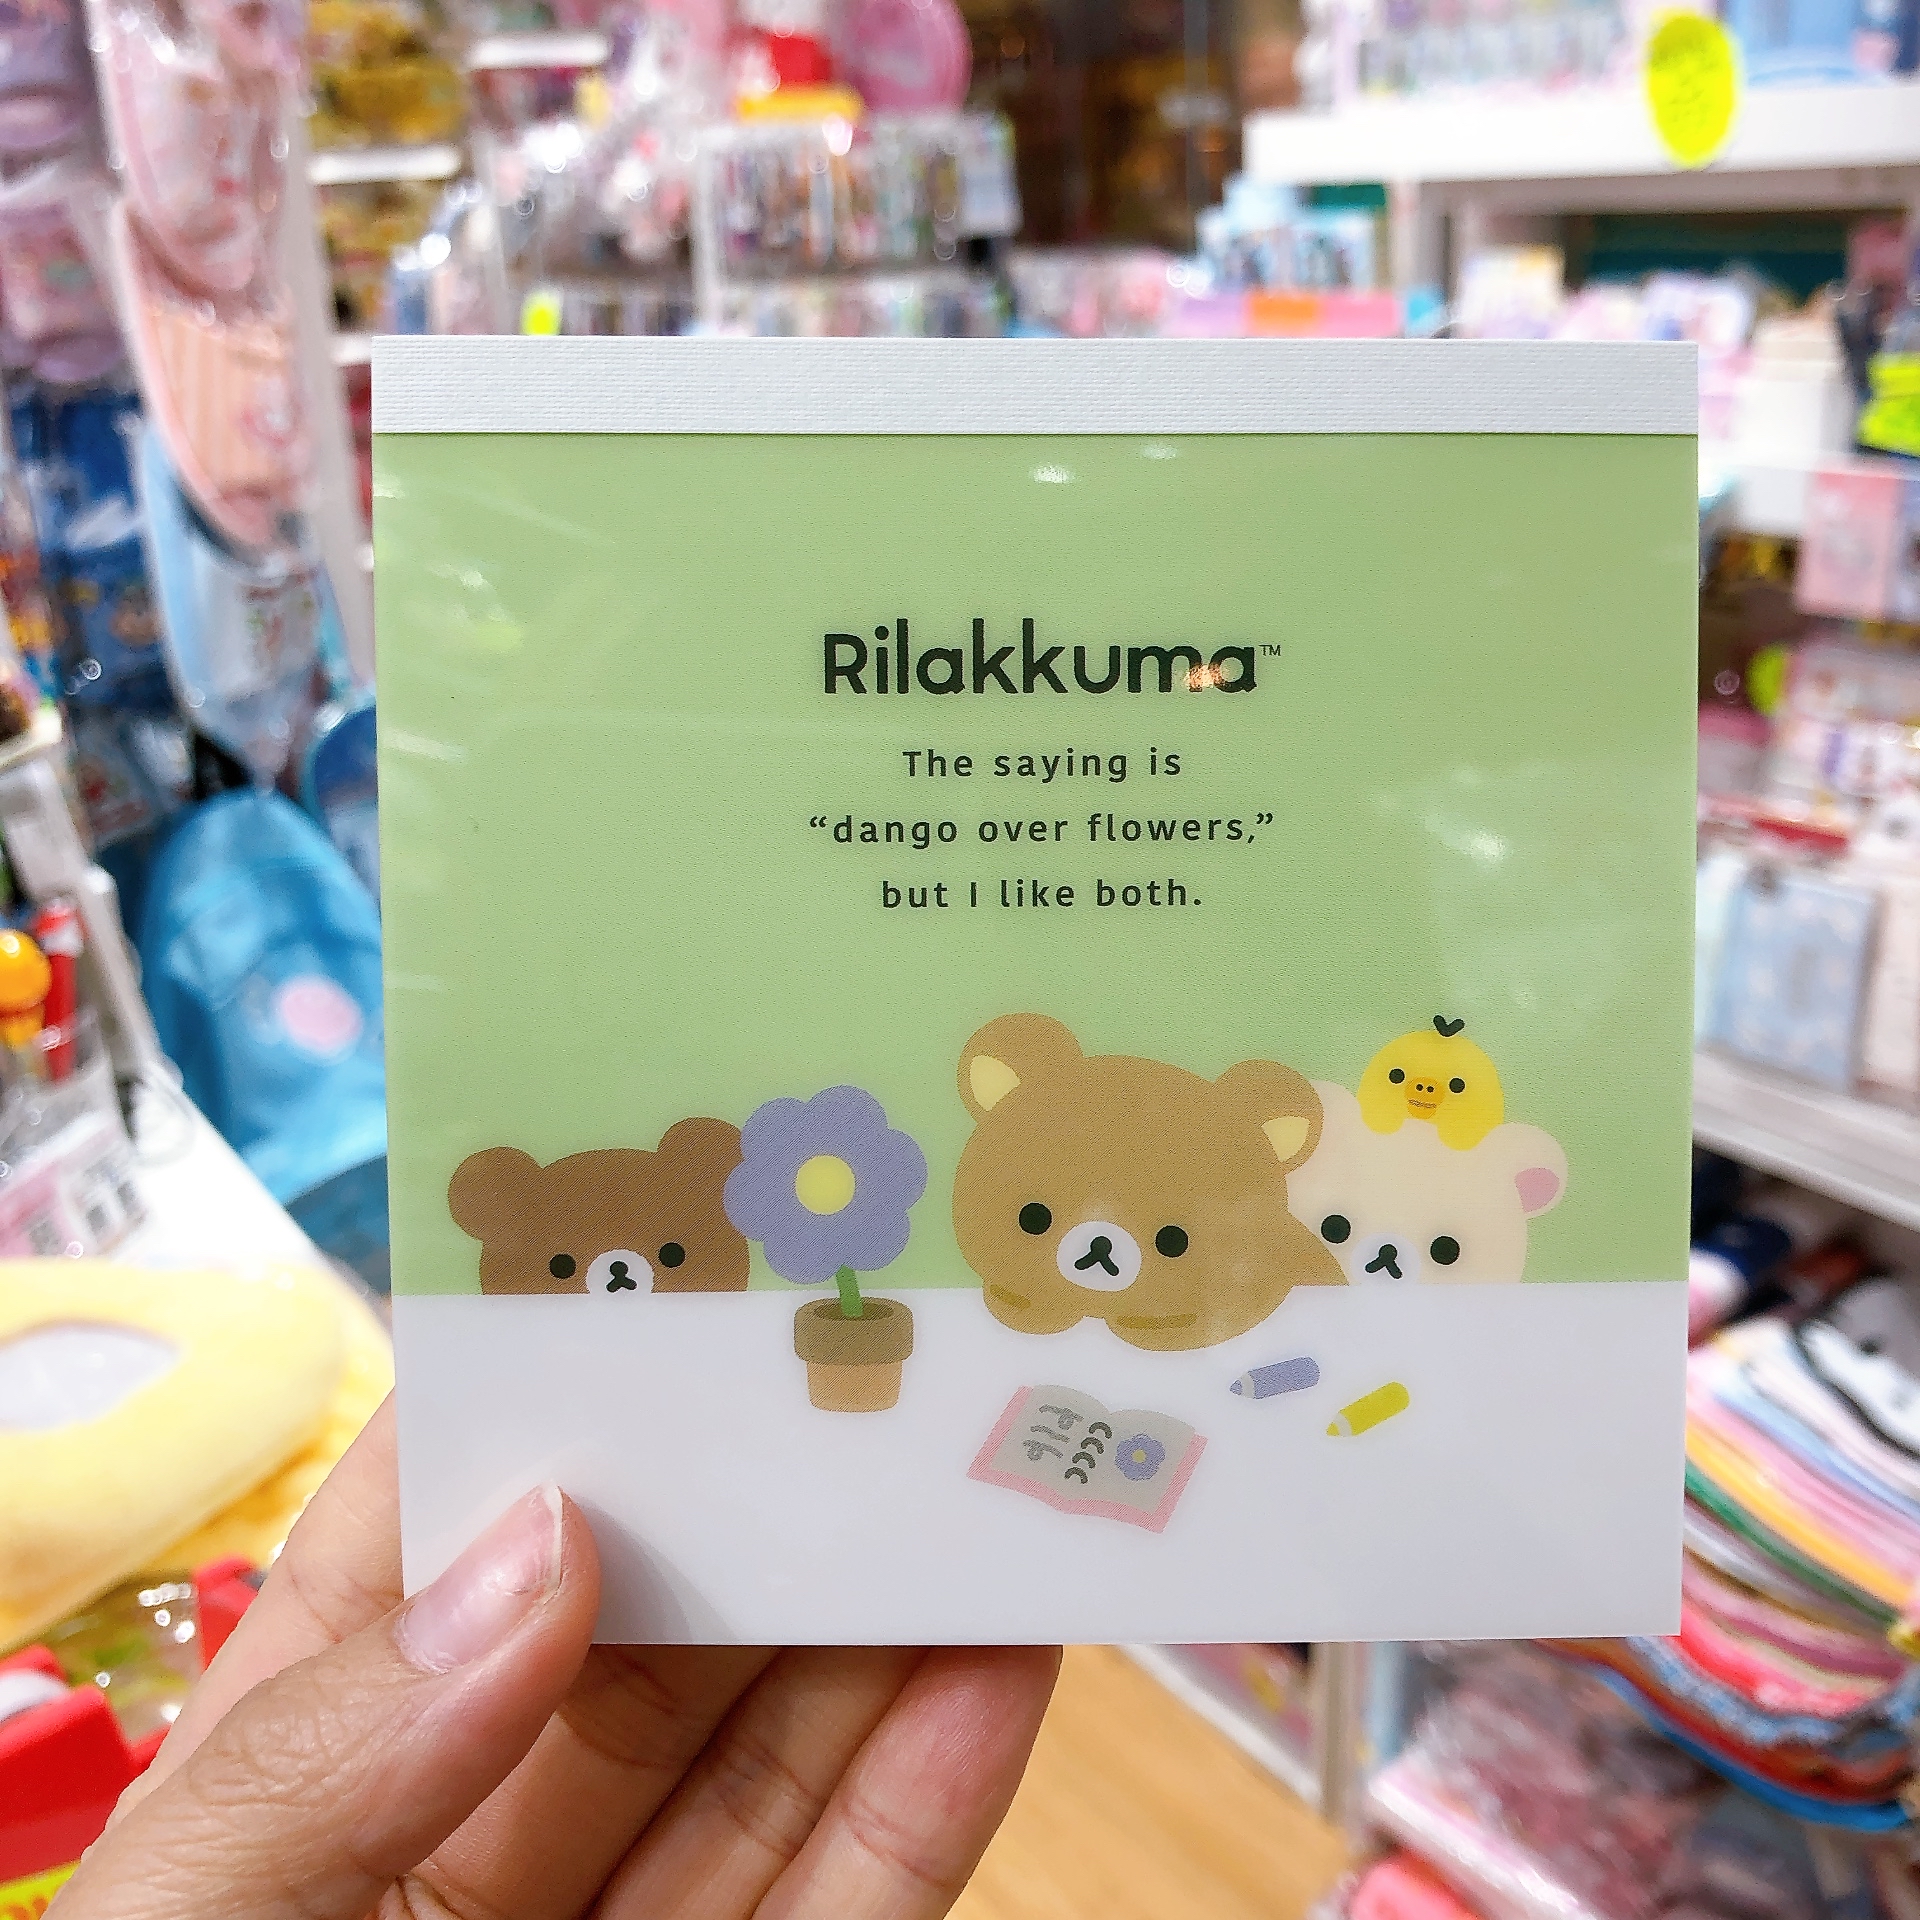 Rilakkuma™
The saying is
“dango over flowers,”
but I like both.